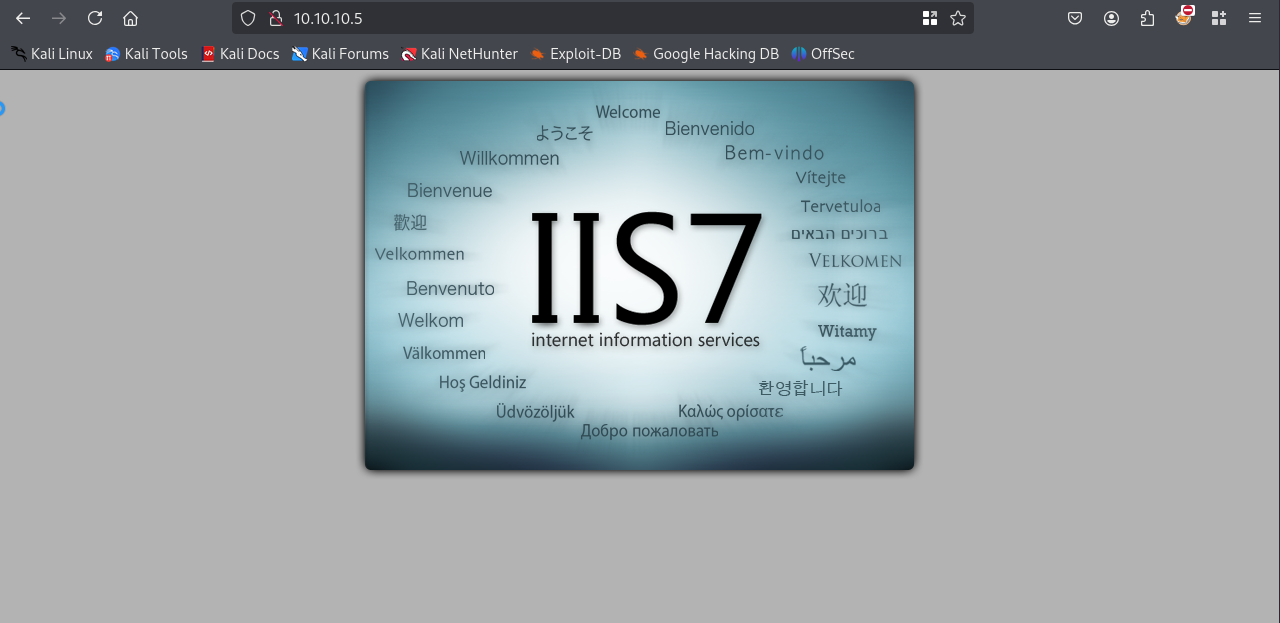 10.10.10.5
Kali Linux Kali Tools Kali Docs Kali Forums Kali NetHunter Exploit-DB Google Hacking DB OffSec
Welcome
ようこそ
Bienvenido
Willkommen
Bem-vindo
Bienvenue
Vítejte
歡迎
Tervetuloa
ברוכים הבאים
Velkommen
VELKOMEN
Benvenuto
欢迎
Welkom
Witamy
Välkommen
مرحباً
Hoş Geldiniz
환영합니다
Üdvözöljük
Καλώς ορίσατε
Добро пожаловать
IIS7
internet information services